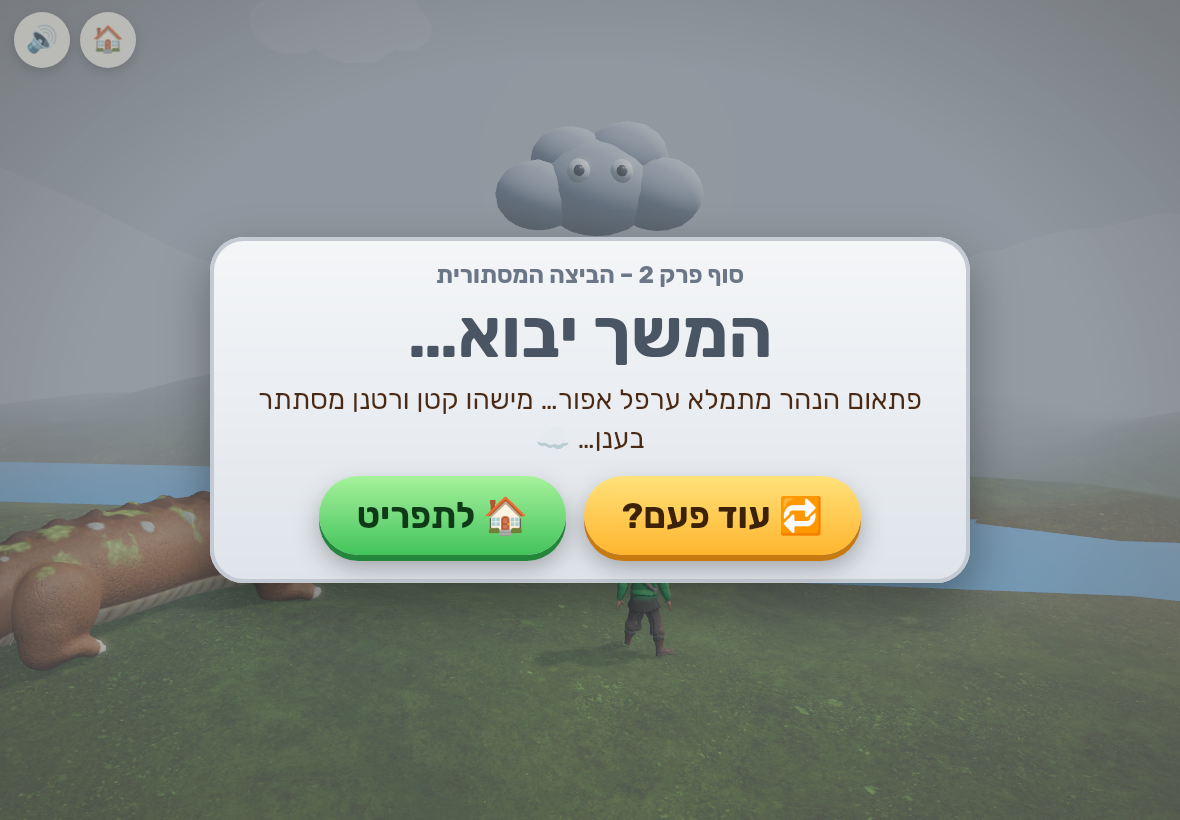 סוף פרק 2 – הביצה המסתורית
המשך יבוא...
פתאום הנהר מתמלא ערפל אפור... מישהו קטן ורטנן מסתתר
בענן... ☁️
🔁 עוד פעם?
🏠 לתפריט